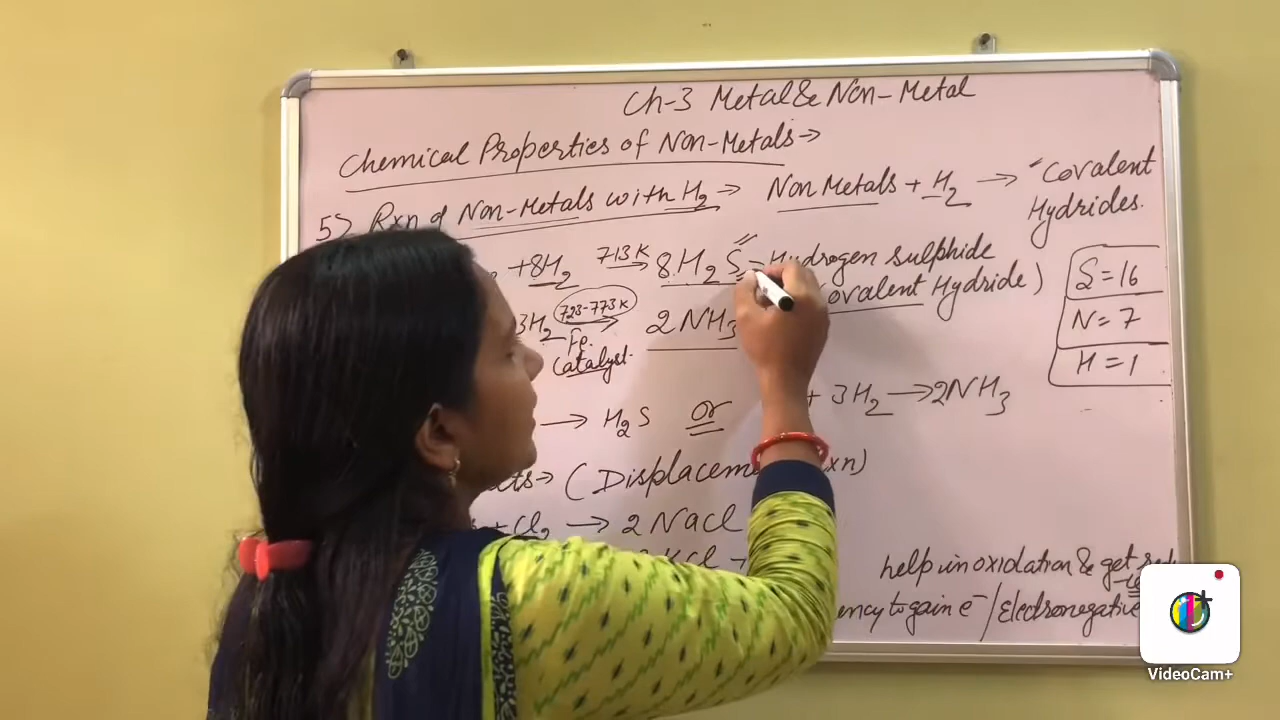 Ch-3 Metal & Non-Metal
Chemical Properties of Non-Metals→
5) Rxn of Non-Metals with H2 → Non Metals + H2 → Covalent Hydrides.
+8H2 713K → 8H2S = Hydrogen sulphide
ovalent Hydride)
3H2 723-773K → 2NH3
Fe
catalyst.
S=16
N=7
H=1
→ H2S or + 3H2 → 2NH3
(Displacem xn)
+Cl2 → 2NaCl
KCl
help in oxidation & get
ency to gain e-/Electronegative
VideoCam+